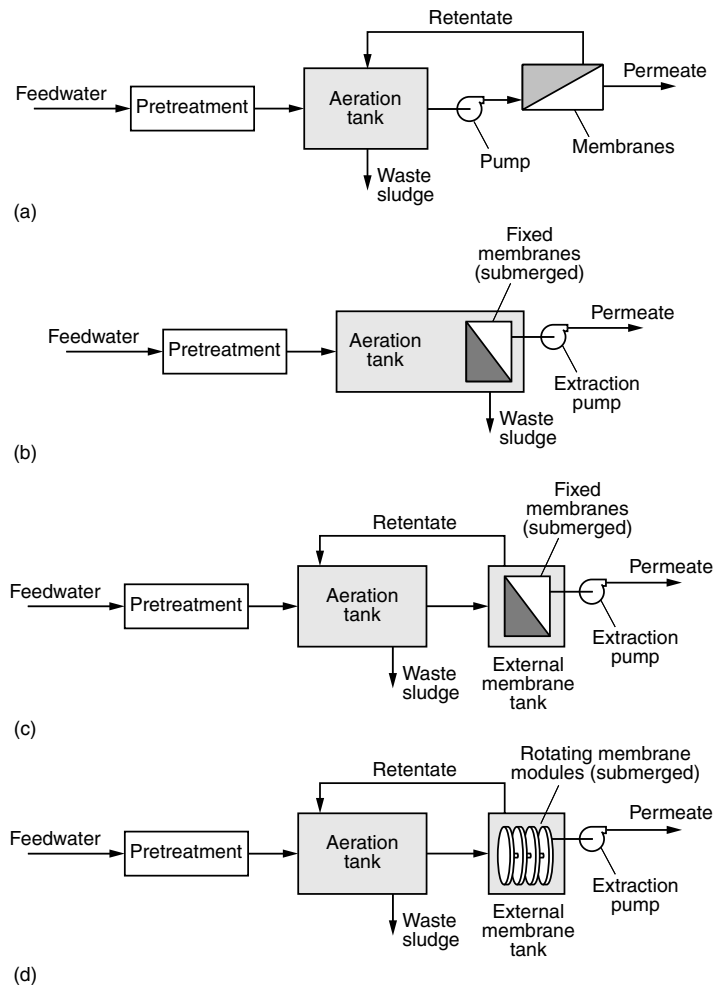 Retentate
Permeate
Feedwater
Pretreatment
Aeration
tank
Pump
Membranes
Waste
sludge
(a)
Fixed
membranes
(submerged)
Permeate
Feedwater
Pretreatment
Aeration
tank
Extraction
pump
Waste
sludge
(b)
Fixed
membranes
(submerged)
Retentate
Permeate
Feedwater
Pretreatment
Aeration
tank
Extraction
pump
Waste
sludge
External
membrane
tank
(c)
Rotating membrane
modules (submerged)
Retentate
Permeate
Feedwater
Pretreatment
Aeration
tank
Extraction
pump
Waste
sludge
External
membrane
tank
(d)